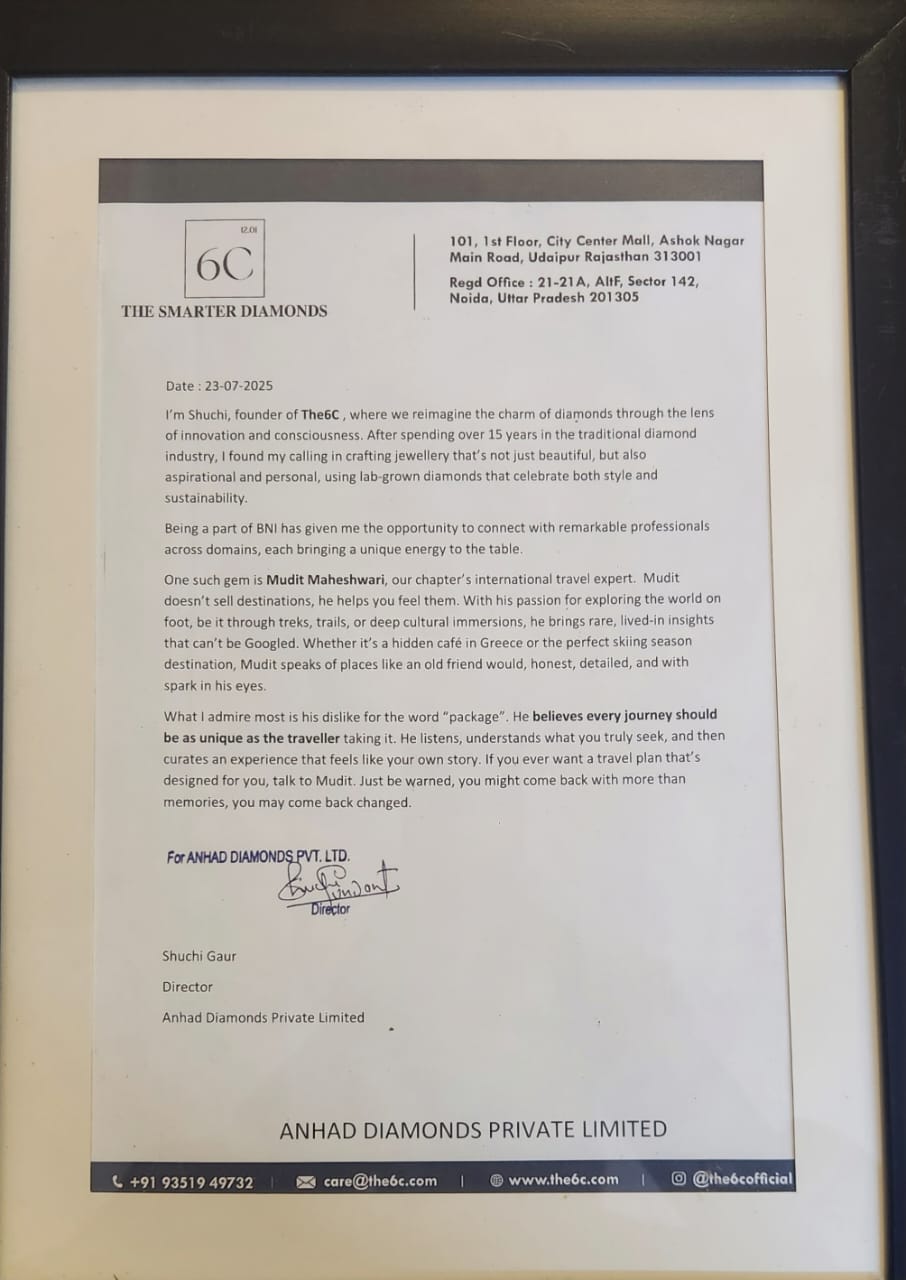 12.01
6C
THE SMARTER DIAMONDS
101, 1st Floor, City Center Mall, Ashok Nagar
Main Road, Udaipur Rajasthan 313001
Regd Office : 21-21A, AltF, Sector 142,
Noida, Uttar Pradesh 201305
Date : 23-07-2025
I'm Shuchi, founder of The6C , where we reimagine the charm of diamonds through the lens
of innovation and consciousness. After spending over 15 years in the traditional diamond
industry, I found my calling in crafting jewellery that's not just beautiful, but also
aspirational and personal, using lab-grown diamonds that celebrate both style and
sustainability.
Being a part of BNI has given me the opportunity to connect with remarkable professionals
across domains, each bringing a unique energy to the table.
One such gem is Mudit Maheshwari, our chapter's international travel expert. Mudit
doesn't sell destinations, he helps you feel them. With his passion for exploring the world on
foot, be it through treks, trails, or deep cultural immersions, he brings rare, lived-in insights
that can't be Googled. Whether it's a hidden café in Greece or the perfect skiing season
destination, Mudit speaks of places like an old friend would, honest, detailed, and with
spark in his eyes.
What I admire most is his dislike for the word "package". He believes every journey should
be as unique as the traveller taking it. He listens, understands what you truly seek, and then
curates an experience that feels like your own story. If you ever want a travel plan that's
designed for you, talk to Mudit. Just be warned, you might come back with more than
memories, you may come back changed.
For ANHAD DIAMONDS PVT. LTD.
Director
Shuchi Gaur
Director
Anhad Diamonds Private Limited
ANHAD DIAMONDS PRIVATE LIMITED
+91 93519 49732 | care@the6c.com | www.the6c.com | @the6cofficial